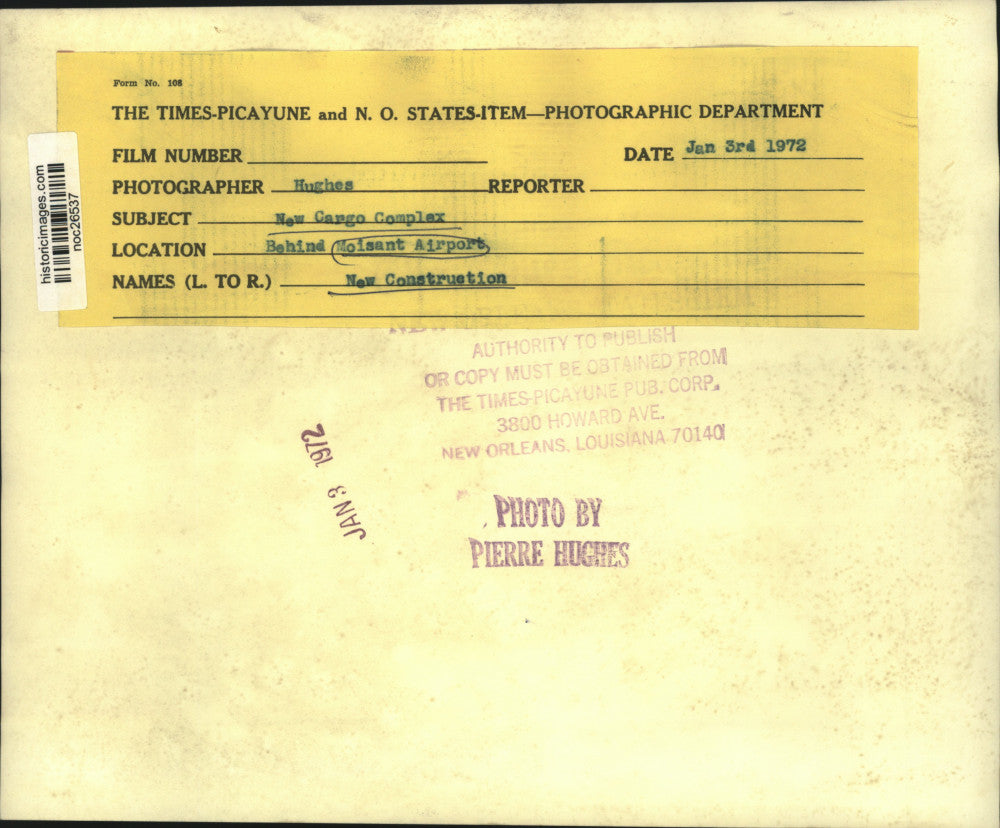 Form No. 108
THE TIMES-PICAYUNE and N. O. STATES-ITEM—PHOTOGRAPHIC DEPARTMENT
FILM NUMBER
DATE Jan 3rd 1972
PHOTOGRAPHER Hughes REPORTER
SUBJECT New Cargo Complex
LOCATION Behind Moisant Airport
NAMES (L. TO R.) New Construction
historicimages.com
noc26537
AUTHORITY TO PUBLISH
OR COPY MUST BE OBTAINED FROM
THE TIMES-PICAYUNE PUB. CORP.
3800 HOWARD AVE.
NEW ORLEANS, LOUISIANA 70140
JAN 3 1972
PHOTO BY
PIERRE HUGHES